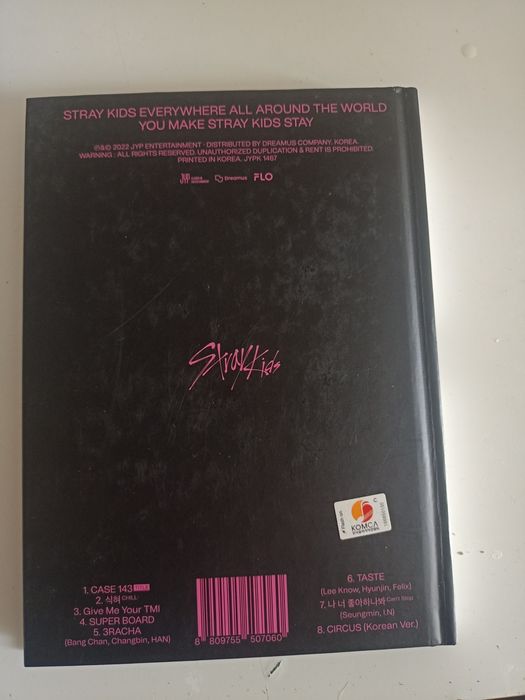 STRAY KIDS EVERYWHERE ALL AROUND THE WORLD
YOU MAKE STRAY KIDS STAY
℗&© 2022 JYP ENTERTAINMENT · DISTRIBUTED BY DREAMUS COMPANY, KOREA.
WARNING : ALL RIGHTS RESERVED. UNAUTHORIZED DUPLICATION & RENT IS PROHIBITED.
PRINTED IN KOREA. JYPK 1467
Dreamus FLO
Stray Kids
KOMCA
1. CASE 143 TITLE
2. 식혀 CHILL
3. Give Me Your TMI
4. SUPER BOARD
5. 3RACHA
(Bang Chan, Changbin, HAN)
8 809755 507060
6. TASTE
(Lee Know, Hyunjin, Felix)
7. 나 너 좋아하나봐 Can't Stop
(Seungmin, I.N)
8. CIRCUS (Korean Ver.)